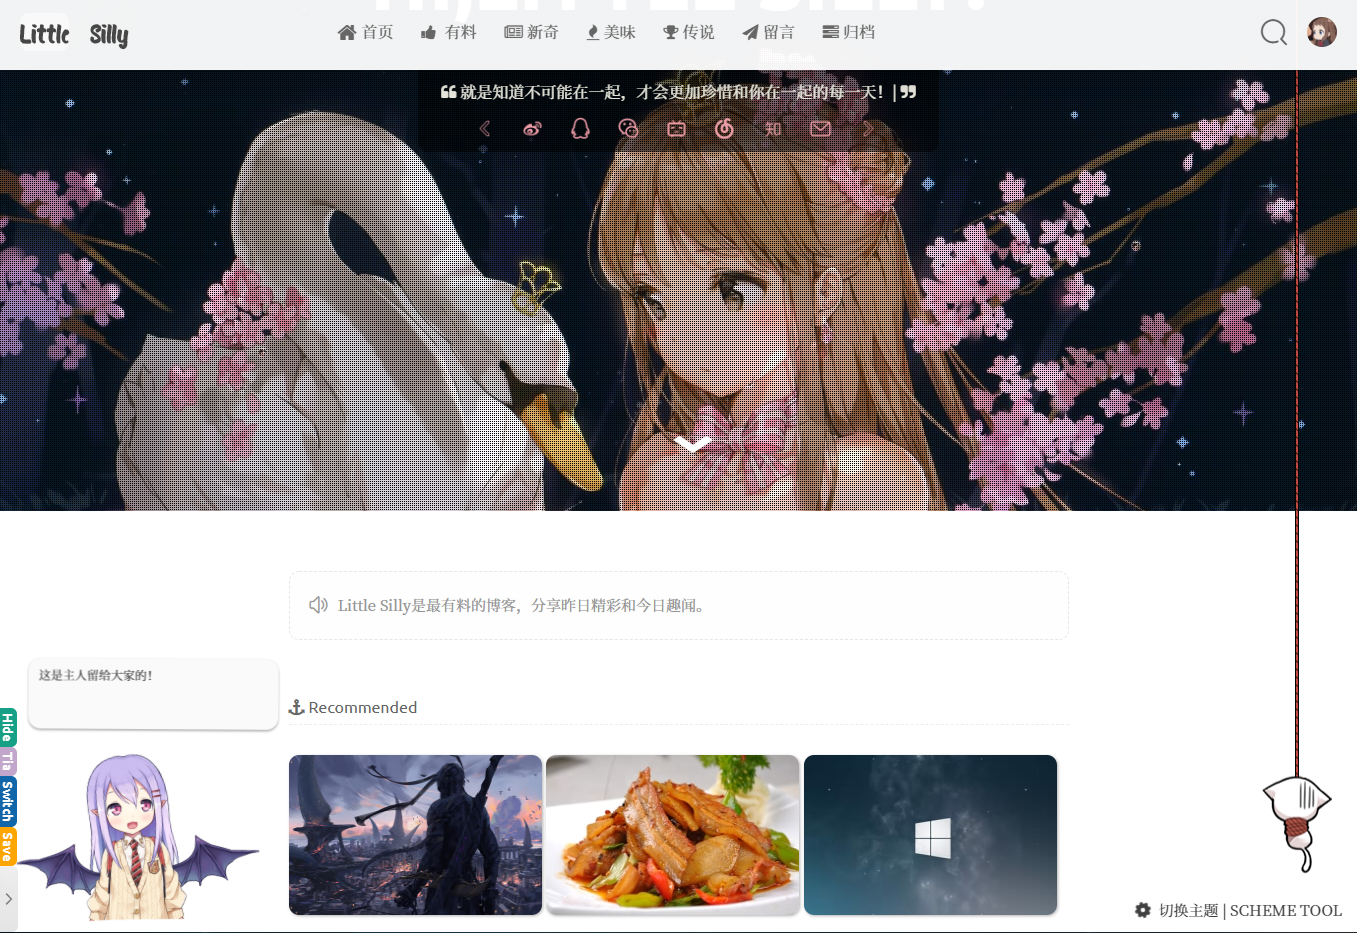 Little Silly
首页 有料 新奇 美味 传说 留言 归档
就是知道不可能在一起，才会更加珍惜和你在一起的每一天！|
知
Little Silly是最有料的博客，分享昨日精彩和今日趣闻。
这是主人留给大家的！
Recommended
Hide
Tia
Switch
Save
切换主题 | SCHEME TOOL